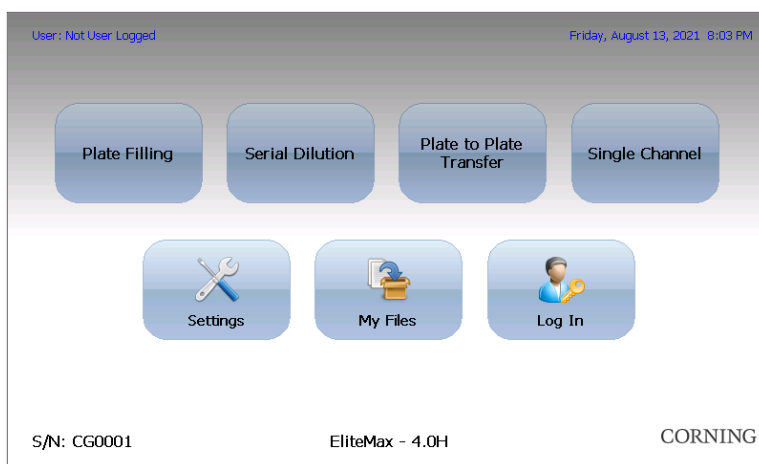 User: Not User Logged
Friday, August 13, 2021 8:03 PM
Plate Filling
Serial Dilution
Plate to Plate
Transfer
Single Channel
Settings
My Files
Log In
S/N: CG0001
EliteMax - 4.0H
CORNING